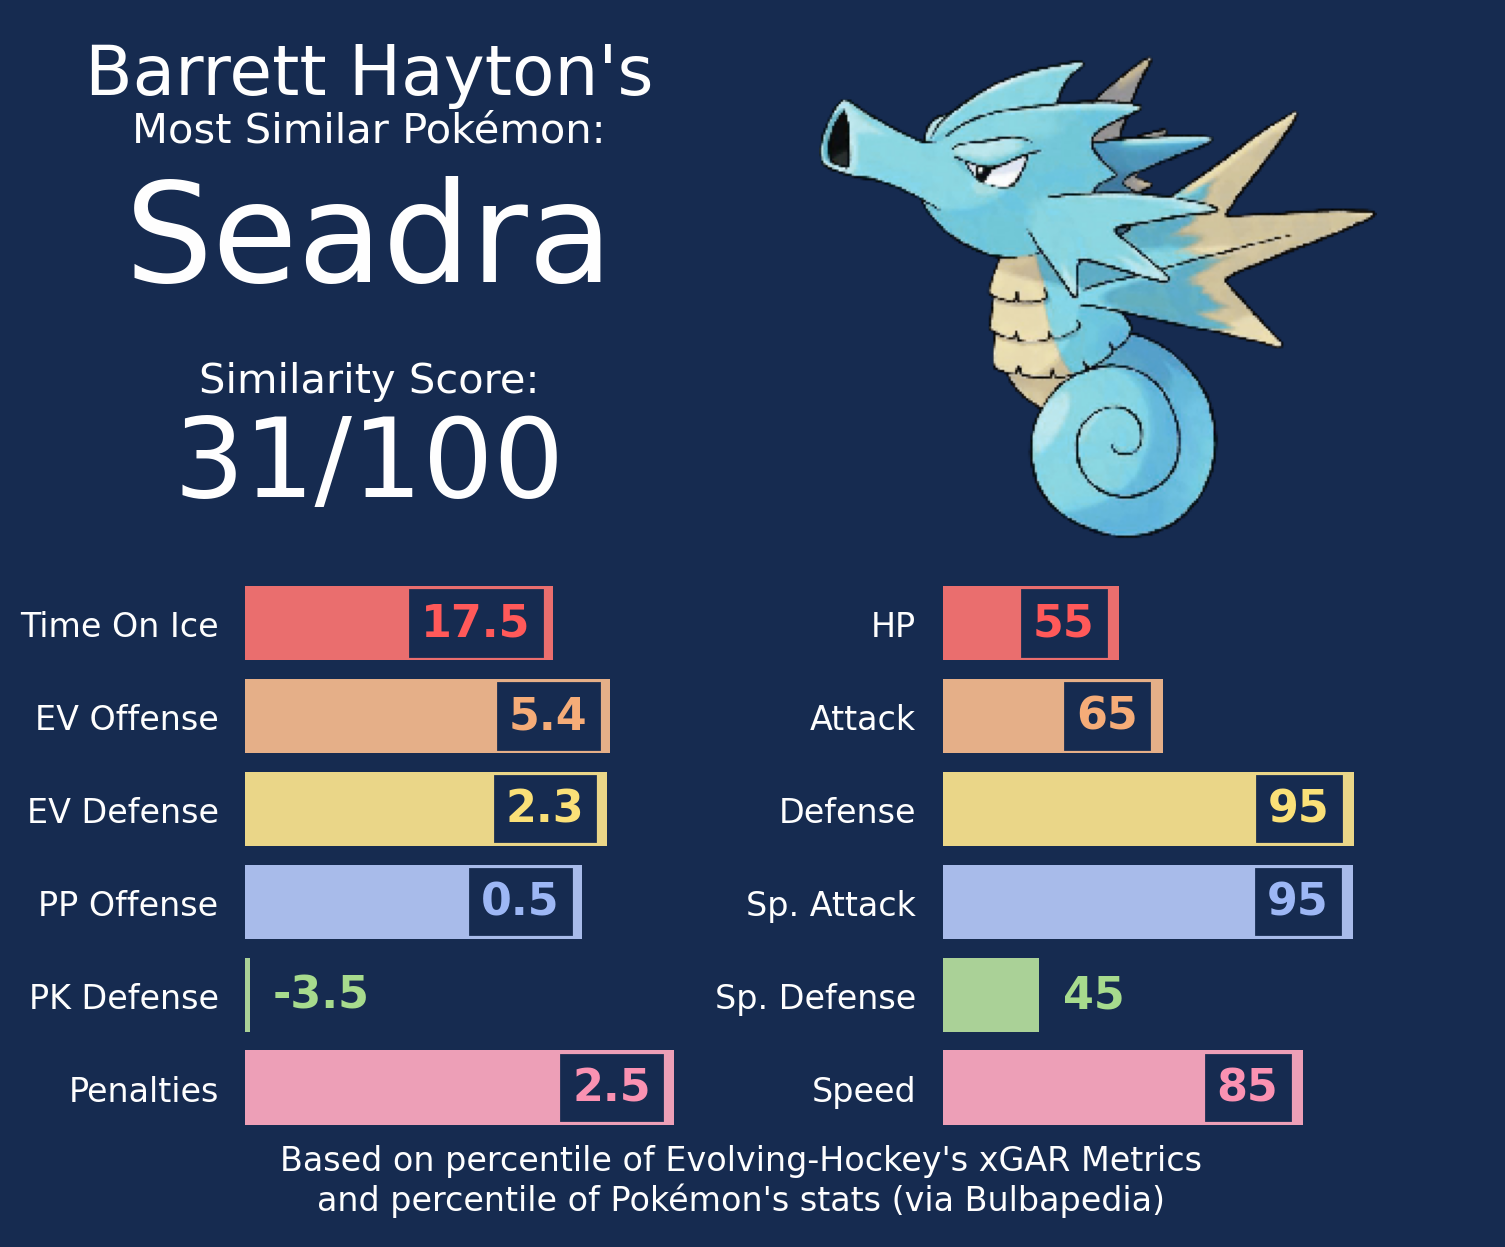 Barrett Hayton's
Most Similar Pokémon:
Seadra
Similarity Score:
31/100
Time On Ice 17.5
EV Offense 5.4
EV Defense 2.3
PP Offense 0.5
PK Defense -3.5
Penalties 2.5
HP 55
Attack 65
Defense 95
Sp. Attack 95
Sp. Defense 45
Speed 85
Based on percentile of Evolving-Hockey's xGAR Metrics
and percentile of Pokémon's stats (via Bulbapedia)